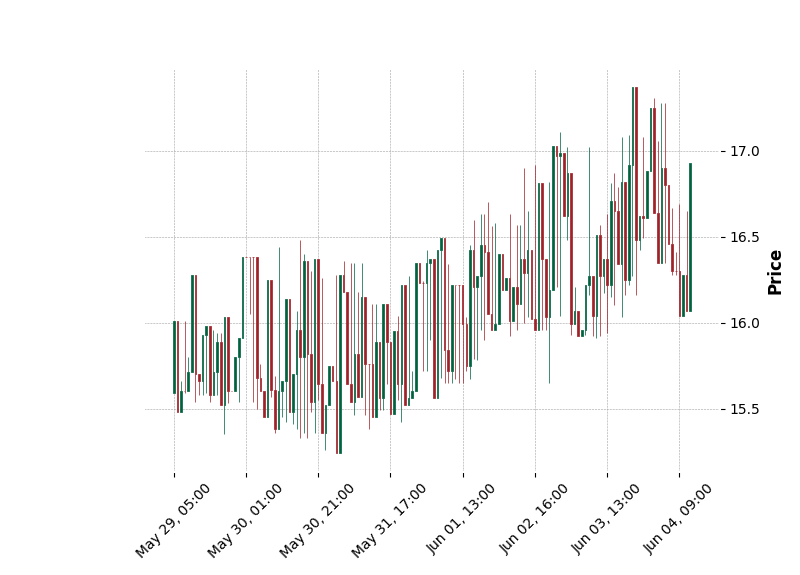 17.0
16.5
16.0
15.5
Price
May 29, 05:00
May 30, 01:00
May 30, 21:00
May 31, 17:00
Jun 01, 13:00
Jun 02, 16:00
Jun 03, 13:00
Jun 04, 09:00